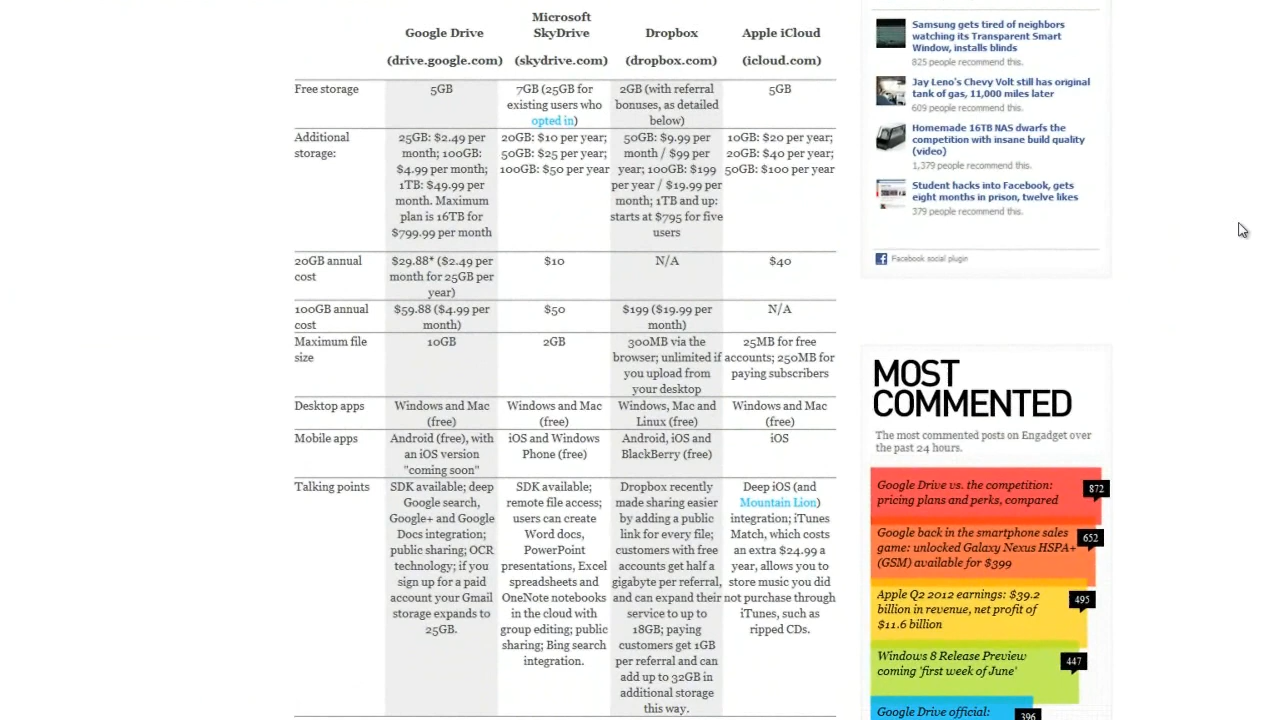 Google Drive
(drive.google.com)
Microsoft
SkyDrive
(skydrive.com)
Dropbox
(dropbox.com)
Apple iCloud
(icloud.com)
Free storage
5GB
7GB (25GB for
existing users who
opted in)
2GB (with referral
bonuses, as detailed
below)
5GB
Additional
storage:
25GB: $2.49 per
month; 100GB:
$4.99 per month;
1TB: $49.99 per
month. Maximum
plan is 16TB for
$799.99 per month
20GB: $10 per year;
50GB: $25 per year;
100GB: $50 per year
50GB: $9.99 per
month / $99 per
year; 100GB: $199
per year / $19.99 per
month; 1TB and up:
starts at $795 for five
users
10GB: $20 per year;
20GB: $40 per year;
50GB: $100 per year
20GB annual
cost
$29.88* ($2.49 per
month for 25GB per
year)
$10
N/A
$40
100GB annual
cost
$59.88 ($4.99 per
month)
$50
$199 ($19.99 per
month)
N/A
Maximum file
size
10GB
2GB
300MB via the
browser; unlimited if
you upload from
your desktop
25MB for free
accounts; 250MB for
paying subscribers
Desktop apps
Windows and Mac
(free)
Windows and Mac
(free)
Windows, Mac and
Linux (free)
Windows and Mac
(free)
Mobile apps
Android (free), with
an iOS version
"coming soon"
iOS and Windows
Phone (free)
Android, iOS and
BlackBerry (free)
iOS
Talking points
SDK available; deep
Google search,
Google+ and Google
Docs integration;
public sharing; OCR
technology; if you
sign up for a paid
account your Gmail
storage expands to
25GB.
SDK available;
remote file access;
users can create
Word docs,
PowerPoint
presentations, Excel
spreadsheets and
OneNote notebooks
in the cloud with
group editing; public
sharing; Bing search
integration.
Dropbox recently
made sharing easier
by adding a public
link for every file;
customers with free
accounts get half a
gigabyte per referral,
and can expand their
service to up to
18GB; paying
customers get 1GB
per referral and can
add up to 32GB in
additional storage
this way.
Deep iOS (and
Mountain Lion)
integration; iTunes
Match, which costs
an extra $24.99 a
year, allows you to
store music you did
not purchase through
iTunes, such as
ripped CDs.
Samsung gets tired of neighbors
watching its Transparent Smart
Window, installs blinds
825 people recommend this.
Jay Leno's Chevy Volt still has original
tank of gas, 11,000 miles later
609 people recommend this.
Homemade 16TB NAS dwarfs the
competition with insane build quality
(video)
1,379 people recommend this.
Student hacks into Facebook, gets
eight months in prison, twelve likes
379 people recommend this.
Facebook social plugin
MOST
COMMENTED
The most commented posts on Engadget over
the past 24 hours.
Google Drive vs. the competition:
pricing plans and perks, compared
872
Google back in the smartphone sales
game: unlocked Galaxy Nexus HSPA+
(GSM) available for $399
652
Apple Q2 2012 earnings: $39.2
billion in revenue, net profit of
$11.6 billion
495
Windows 8 Release Preview
coming 'first week of June'
447
Google Drive official:
396